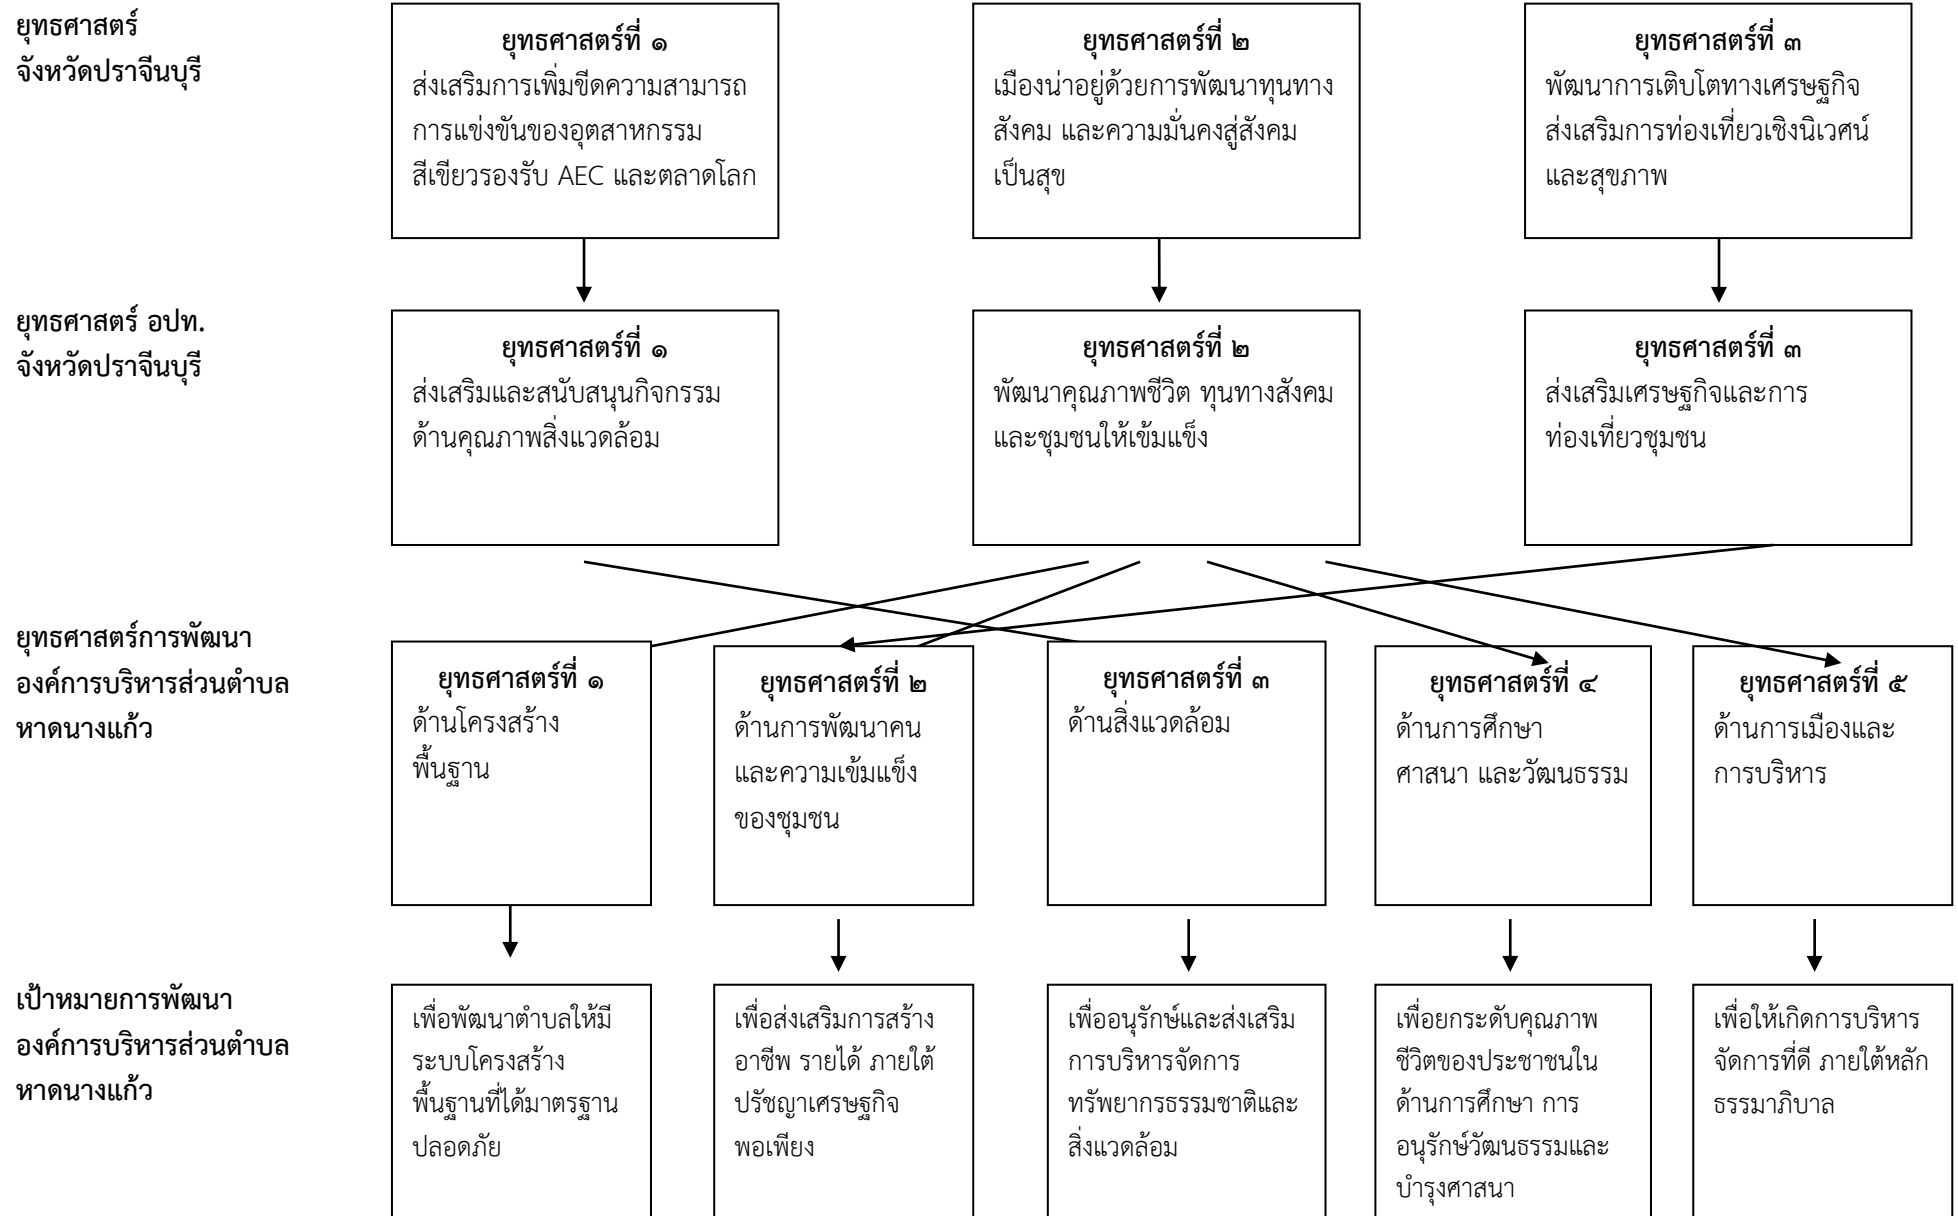 ยุทธศาสตร์
จังหวัดปราจีนบุรี
ยุทธศาสตร์ที่ ๑
ส่งเสริมการเพิ่มขีดความสามารถ
การแข่งขันของอุตสาหกรรม
สีเขียวรองรับ AEC และตลาดโลก
ยุทธศาสตร์ที่ ๒
เมืองน่าอยู่ด้วยการพัฒนาทุนทาง
สังคม และความมั่นคงสู่สังคม
เป็นสุข
ยุทธศาสตร์ที่ ๓
พัฒนาการเติบโตทางเศรษฐกิจ
ส่งเสริมการท่องเที่ยวเชิงนิเวศน์
และสุขภาพ
ยุทธศาสตร์ อปท.
จังหวัดปราจีนบุรี
ยุทธศาสตร์ที่ ๑
ส่งเสริมและสนับสนุนกิจกรรม
ด้านคุณภาพสิ่งแวดล้อม
ยุทธศาสตร์ที่ ๒
พัฒนาคุณภาพชีวิต ทุนทางสังคม
และชุมชนให้เข้มแข็ง
ยุทธศาสตร์ที่ ๓
ส่งเสริมเศรษฐกิจและการ
ท่องเที่ยวชุมชน
ยุทธศาสตร์การพัฒนา
องค์การบริหารส่วนตำบล
หาดนางแก้ว
ยุทธศาสตร์ที่ ๑
ด้านโครงสร้าง
พื้นฐาน
ยุทธศาสตร์ที่ ๒
ด้านการพัฒนาคน
และความเข้มแข็ง
ของชุมชน
ยุทธศาสตร์ที่ ๓
ด้านสิ่งแวดล้อม
ยุทธศาสตร์ที่ ๔
ด้านการศึกษา
ศาสนา และวัฒนธรรม
ยุทธศาสตร์ที่ ๕
ด้านการเมืองและ
การบริหาร
เป้าหมายการพัฒนา
องค์การบริหารส่วนตำบล
หาดนางแก้ว
เพื่อพัฒนาตำบลให้มี
ระบบโครงสร้าง
พื้นฐานที่ได้มาตรฐาน
ปลอดภัย
เพื่อส่งเสริมการสร้าง
อาชีพ รายได้ ภายใต้
ปรัชญาเศรษฐกิจ
พอเพียง
เพื่ออนุรักษ์และส่งเสริม
การบริหารจัดการ
ทรัพยากรธรรมชาติและ
สิ่งแวดล้อม
เพื่อยกระดับคุณภาพ
ชีวิตของประชาชนใน
ด้านการศึกษา การ
อนุรักษ์วัฒนธรรมและ
บำรุงศาสนา
เพื่อให้เกิดการบริหาร
จัดการที่ดี ภายใต้หลัก
ธรรมาภิบาล